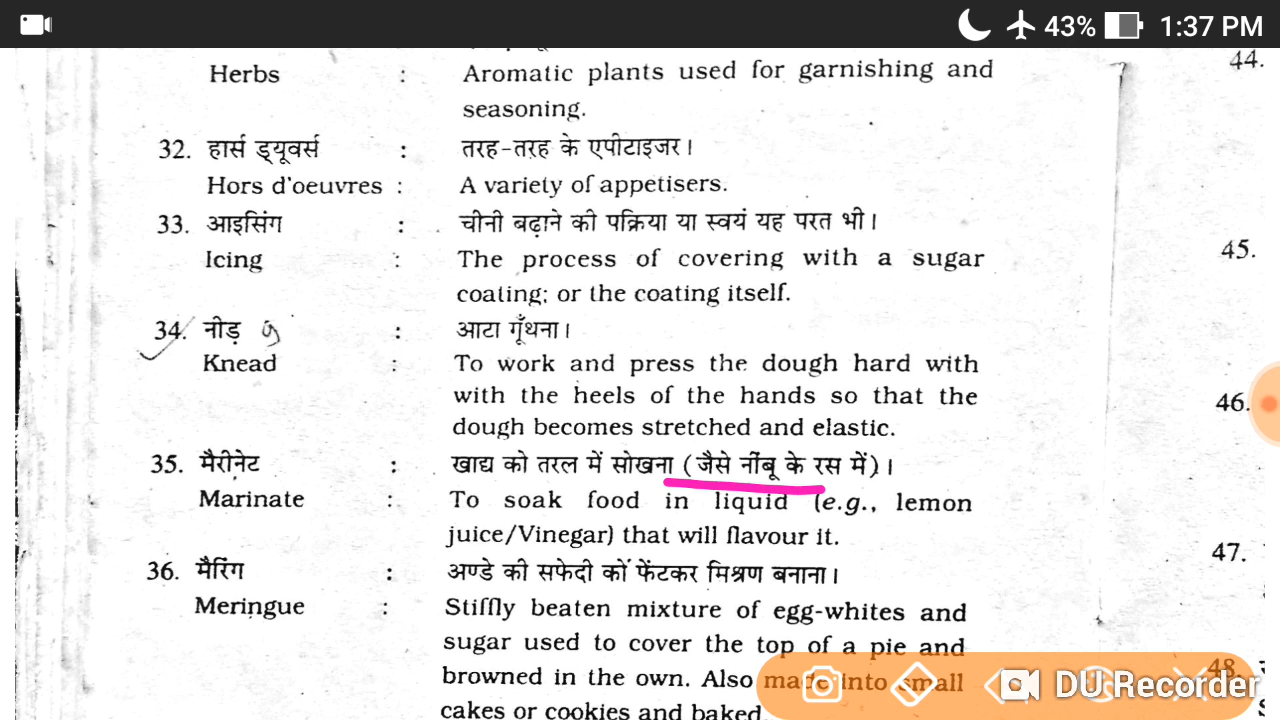 43% 1:37 PM
44.
Herbs : Aromatic plants used for garnishing and
seasoning.
32. हार्स ड्यूवर्स : तरह-तरह के एपीटाइजर।
Hors d'oeuvres : A variety of appetisers.
33. आइसिंग : चीनी बढ़ाने की पक्रिया या स्वयं यह परत भी।
45.
Icing : The process of covering with a sugar
coating; or the coating itself.
34. नीड़ : आटा गूँथना।
Knead : To work and press the dough hard with
with the heels of the hands so that the
46.
dough becomes stretched and elastic.
35. मैरीनेट : खाद्य को तरल में सोखना (जैसे नींबू के रस में)।
Marinate : To soak food in liquid (e.g., lemon
juice/Vinegar) that will flavour it.
47.
36. मैरिंग : अण्डे की सफेदी कों फेंटकर मिश्रण बनाना।
Meringue : Stiffly beaten mixture of egg-whites and
sugar used to cover the top of a pie and
48.
browned in the own. Also made into small
DU Recorder
cakes or cookies and baked.